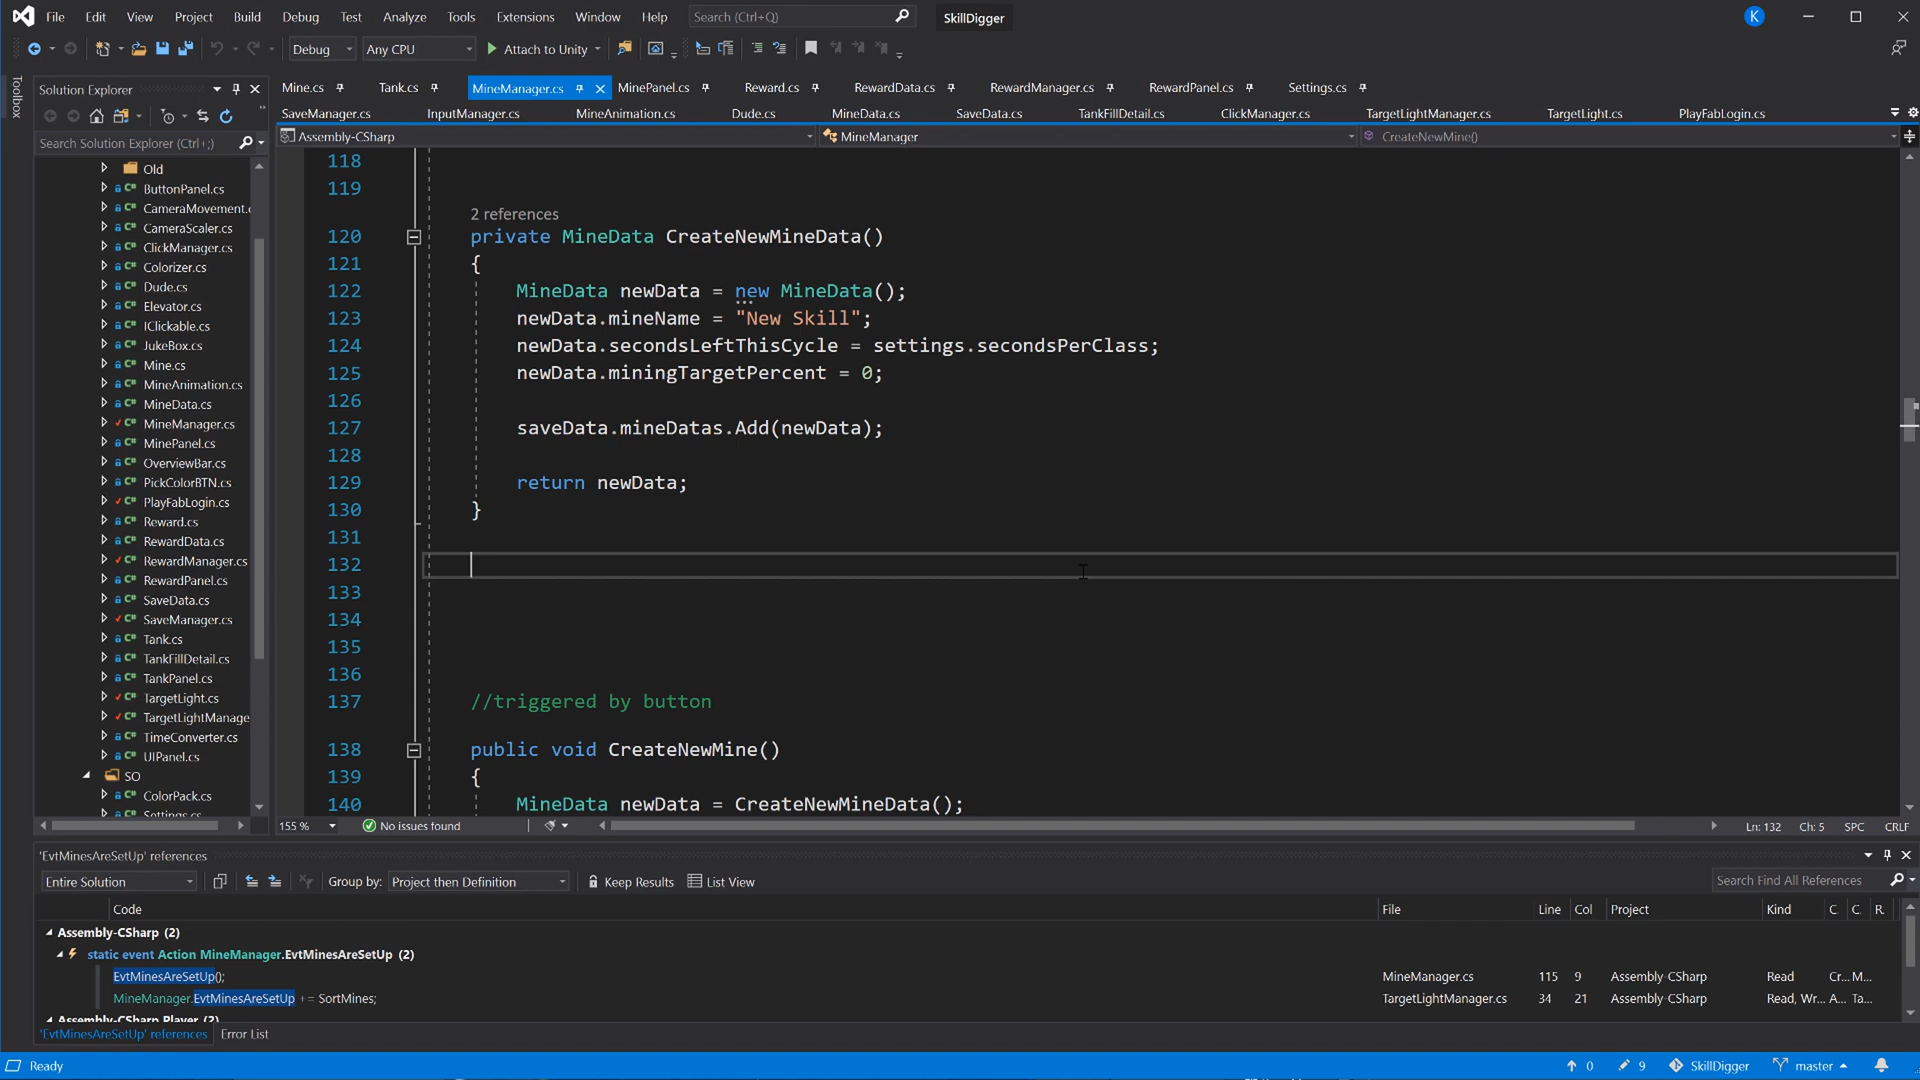 File Edit View Project Build Debug Test Analyze Tools Extensions Window Help Search (Ctrl+Q) SkillDigger K
Debug Any CPU Attach to Unity
Toolbox
Solution Explorer
Search Solution Explorer (Ctrl+;)
Old
ButtonPanel.cs
CameraMovement.c
CameraScaler.cs
ClickManager.cs
Colorizer.cs
Dude.cs
Elevator.cs
IClickable.cs
JukeBox.cs
Mine.cs
MineAnimation.cs
MineData.cs
MineManager.cs
MinePanel.cs
OverviewBar.cs
PickColorBTN.cs
PlayFabLogin.cs
Reward.cs
RewardData.cs
RewardManager.cs
RewardPanel.cs
SaveData.cs
SaveManager.cs
Tank.cs
TankFillDetail.cs
TankPanel.cs
TargetLight.cs
TargetLightManage
TimeConverter.cs
UIPanel.cs
SO
ColorPack.cs
Settings.cs
Mine.cs Tank.cs MineManager.cs MinePanel.cs Reward.cs RewardData.cs RewardManager.cs RewardPanel.cs Settings.cs
SaveManager.cs InputManager.cs MineAnimation.cs Dude.cs MineData.cs SaveData.cs TankFillDetail.cs ClickManager.cs TargetLightManager.cs TargetLight.cs PlayFabLogin.cs
Assembly-CSharp MineManager CreateNewMine()
118
119
2 references
120 private MineData CreateNewMineData()
121 {
122 MineData newData = new MineData();
123 newData.mineName = "New Skill";
124 newData.secondsLeftThisCycle = settings.secondsPerClass;
125 newData.miningTargetPercent = 0;
126
127 saveData.mineDatas.Add(newData);
128
129 return newData;
130 }
131
132
133
134
135
136
137 //triggered by button
138 public void CreateNewMine()
139 {
140 MineData newData = CreateNewMineData();
155 % No issues found Ln: 132 Ch: 5 SPC CRLF
'EvtMinesAreSetUp' references
Entire Solution Group by: Project then Definition Keep Results List View Search Find All References
Code File Line Col Project Kind C. C. R.
Assembly-CSharp (2)
static event Action MineManager.EvtMinesAreSetUp (2)
EvtMinesAreSetUp(); MineManager.cs 115 9 Assembly-CSharp Read Cr... M...
MineManager.EvtMinesAreSetUp += SortMines; TargetLightManager.cs 34 21 Assembly-CSharp Read, Wr... A... Ta...
Assembly-CSharp Player (2)
'EvtMinesAreSetUp' references Error List
Ready 0 9 SkillDigger master